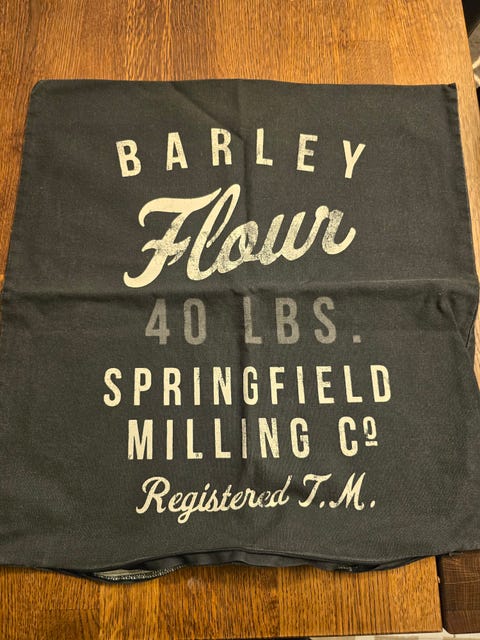 BARLEY
Flour
40 LBS.
SPRINGFIELD
MILLING Cº
Registered T.M.